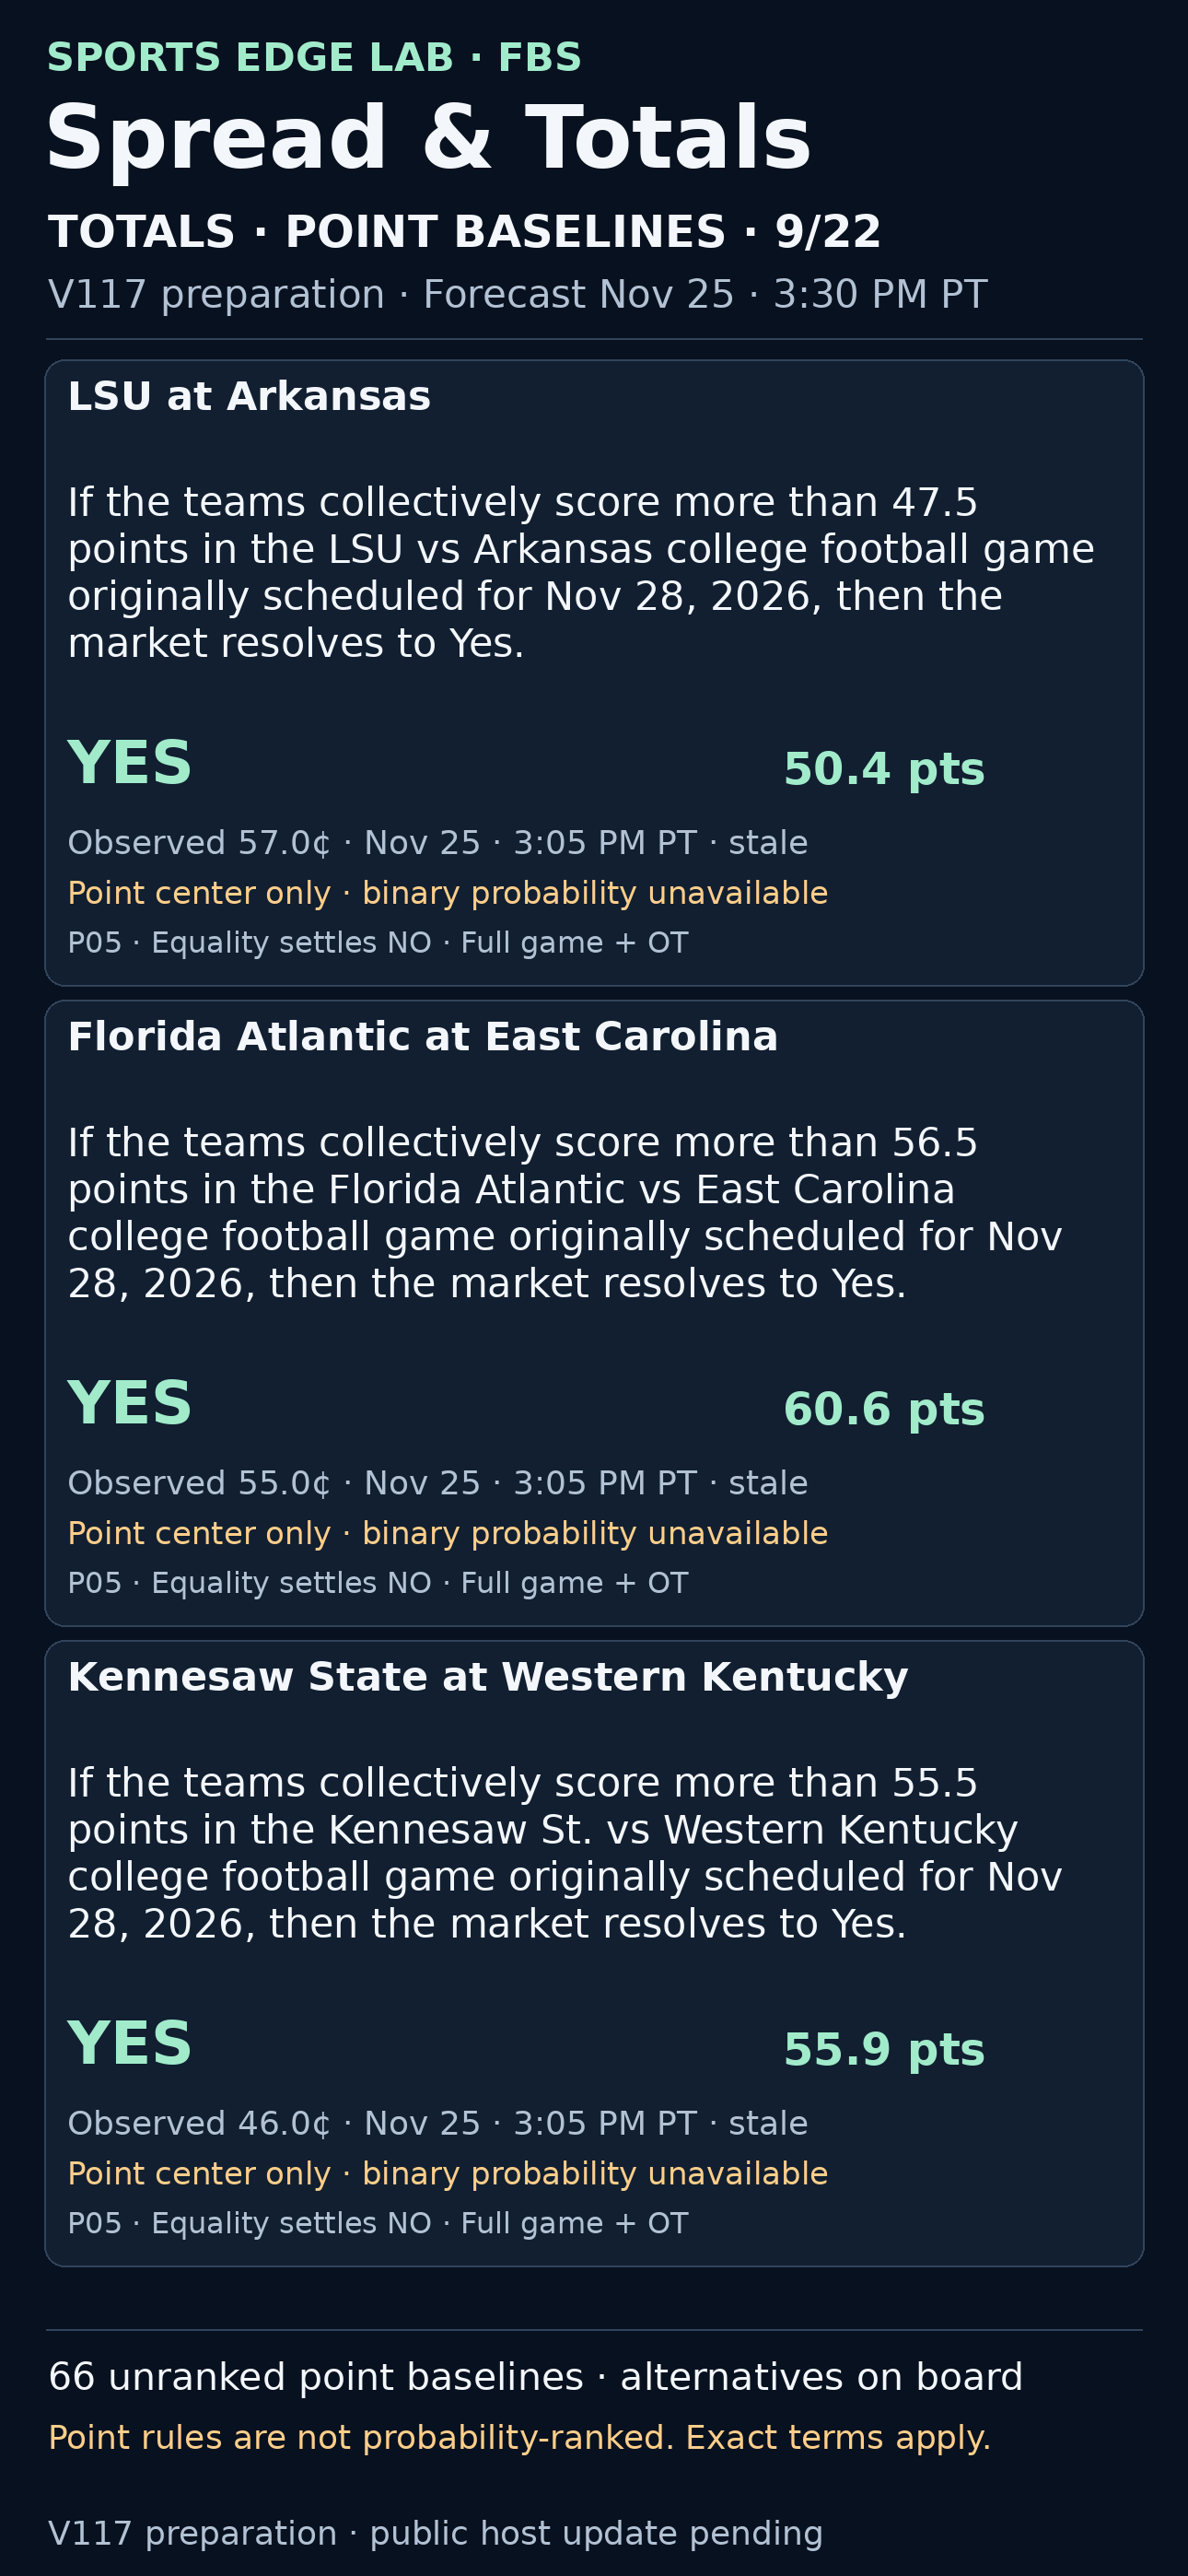 SPORTS EDGE LAB · FBS
Spread & Totals
TOTALS · POINT BASELINES · 9/22
V117 preparation · Forecast Nov 25 · 3:30 PM PT
LSU at Arkansas
If the teams collectively score more than 47.5
points in the LSU vs Arkansas college football game
originally scheduled for Nov 28, 2026, then the
market resolves to Yes.
YES
50.4 pts
Observed 57.0¢ · Nov 25 · 3:05 PM PT · stale
Point center only · binary probability unavailable
P05 · Equality settles NO · Full game + OT
Florida Atlantic at East Carolina
If the teams collectively score more than 56.5
points in the Florida Atlantic vs East Carolina
college football game originally scheduled for Nov
28, 2026, then the market resolves to Yes.
YES
60.6 pts
Observed 55.0¢ · Nov 25 · 3:05 PM PT · stale
Point center only · binary probability unavailable
P05 · Equality settles NO · Full game + OT
Kennesaw State at Western Kentucky
If the teams collectively score more than 55.5
points in the Kennesaw St. vs Western Kentucky
college football game originally scheduled for Nov
28, 2026, then the market resolves to Yes.
YES
55.9 pts
Observed 46.0¢ · Nov 25 · 3:05 PM PT · stale
Point center only · binary probability unavailable
P05 · Equality settles NO · Full game + OT
66 unranked point baselines · alternatives on board
Point rules are not probability-ranked. Exact terms apply.
V117 preparation · public host update pending